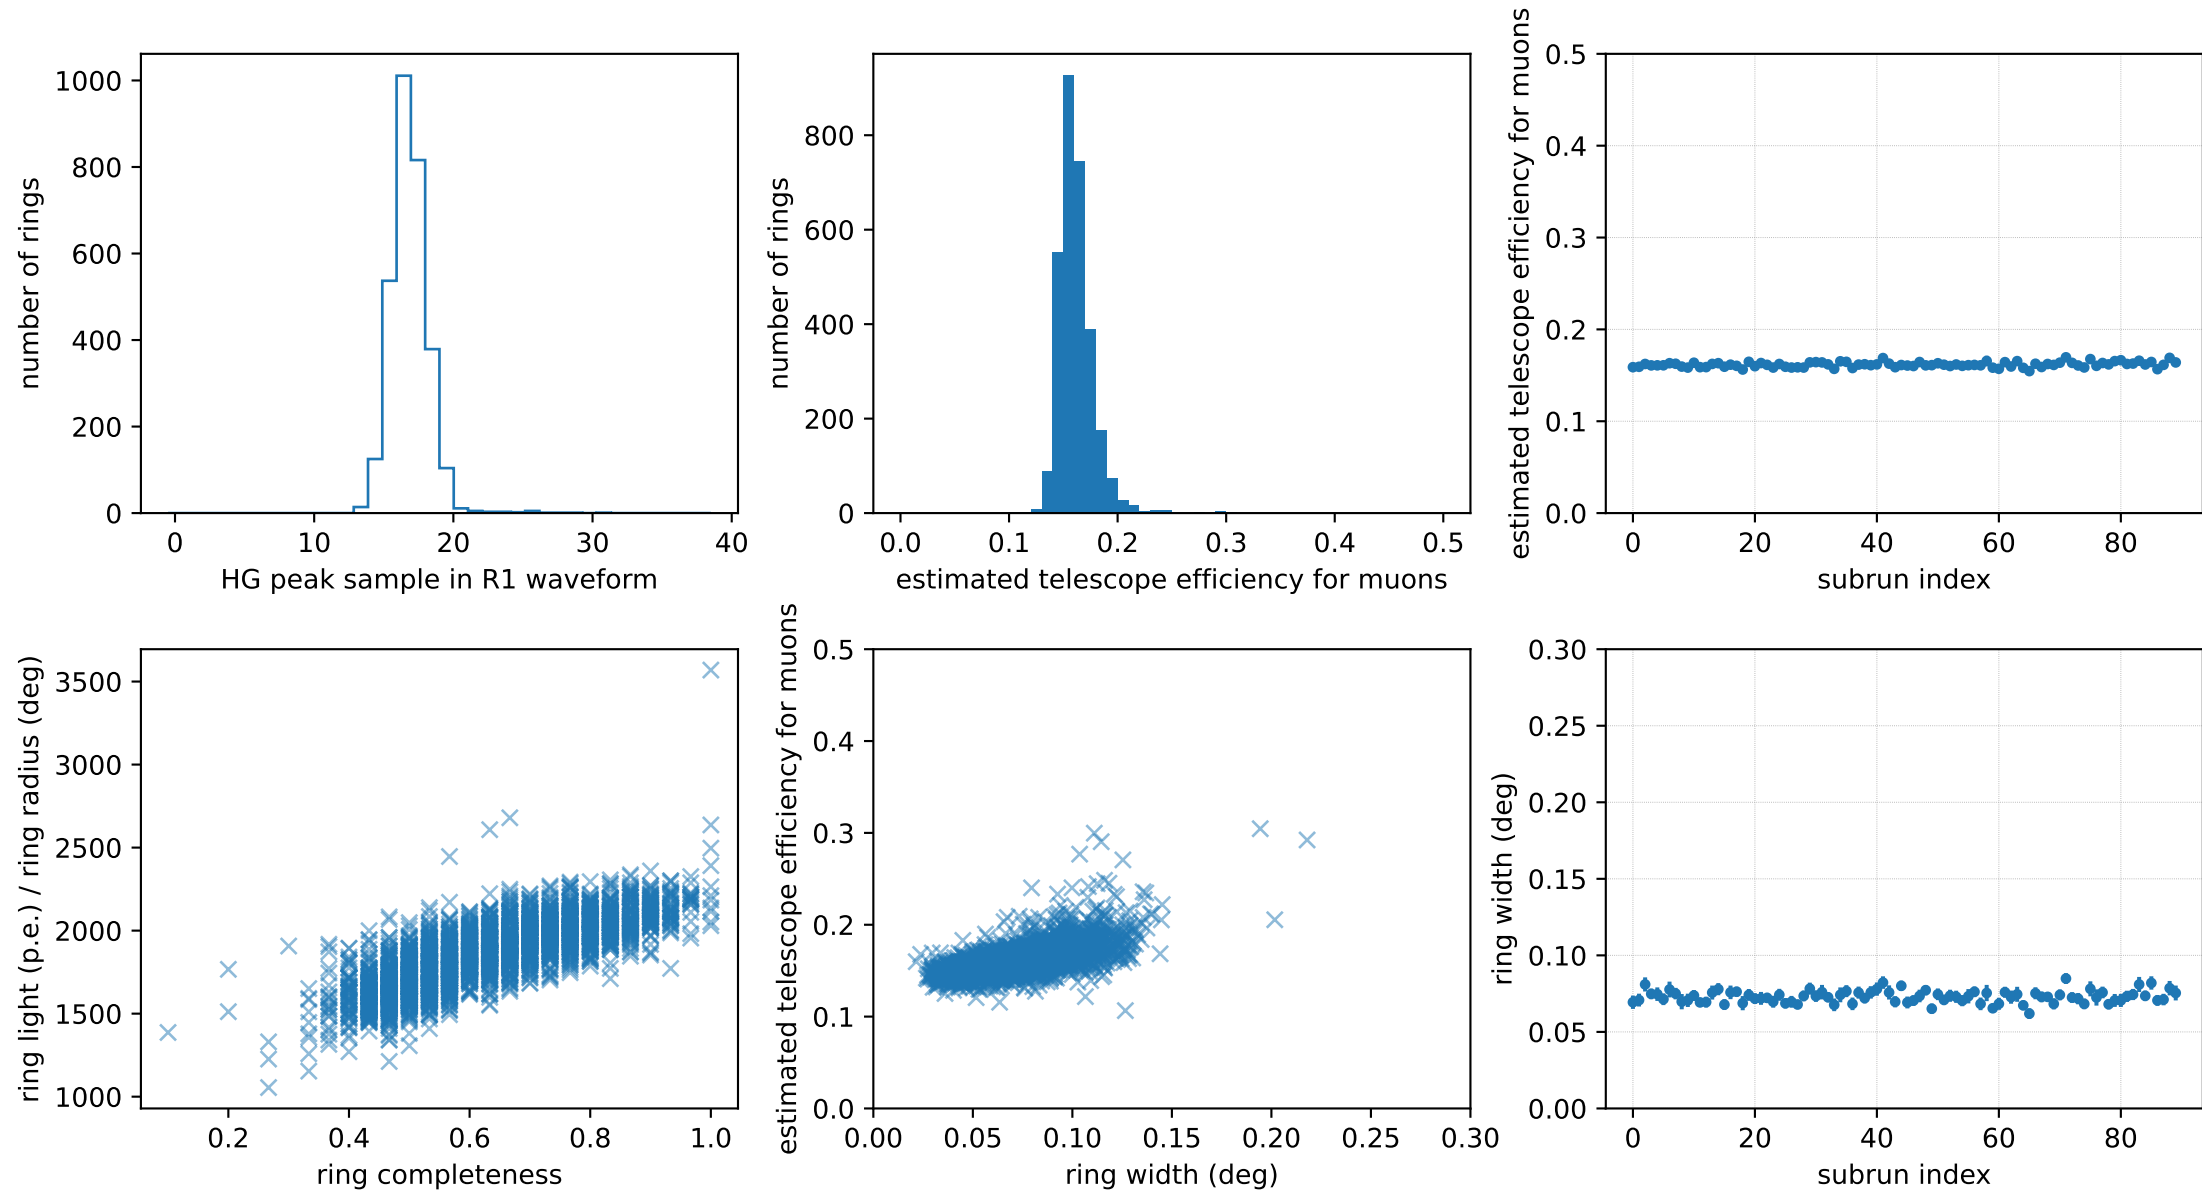 number of rings
1000
800
600
400
200
0
0 10 20 30 40
HG peak sample in R1 waveform
number of rings
800
600
400
200
0
0.0 0.1 0.2 0.3 0.4 0.5
estimated telescope efficiency for muons
estimated telescope efficiency for muons
0.5
0.4
0.3
0.2
0.1
0.0
0 20 40 60 80
subrun index
ring light (p.e.) / ring radius (deg)
3500
3000
2500
2000
1500
1000
0.2 0.4 0.6 0.8 1.0
ring completeness
estimated telescope efficiency for muons
0.5
0.4
0.3
0.2
0.1
0.0
0.00 0.05 0.10 0.15 0.20 0.25 0.30
ring width (deg)
ring width (deg)
0.30
0.25
0.20
0.15
0.10
0.05
0.00
0 20 40 60 80
subrun index